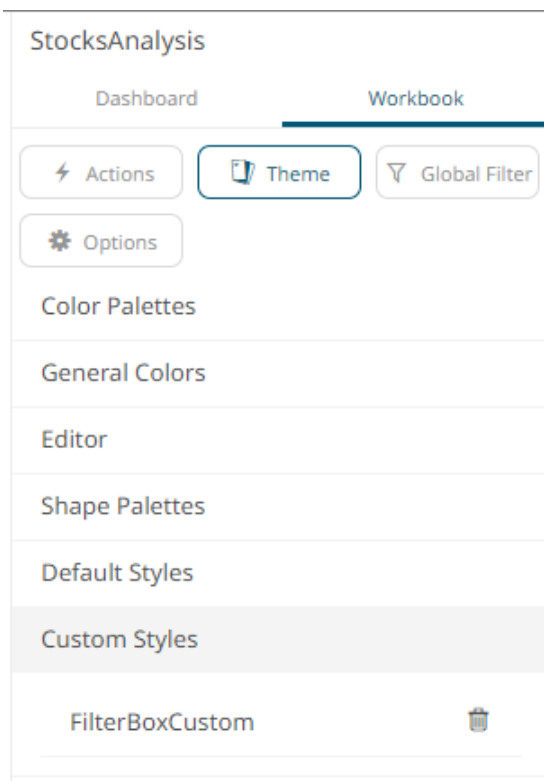 StocksAnalysis
Dashboard Workbook
Actions Theme Global Filter
Options
Color Palettes
General Colors
Editor
Shape Palettes
Default Styles
Custom Styles
FilterBoxCustom